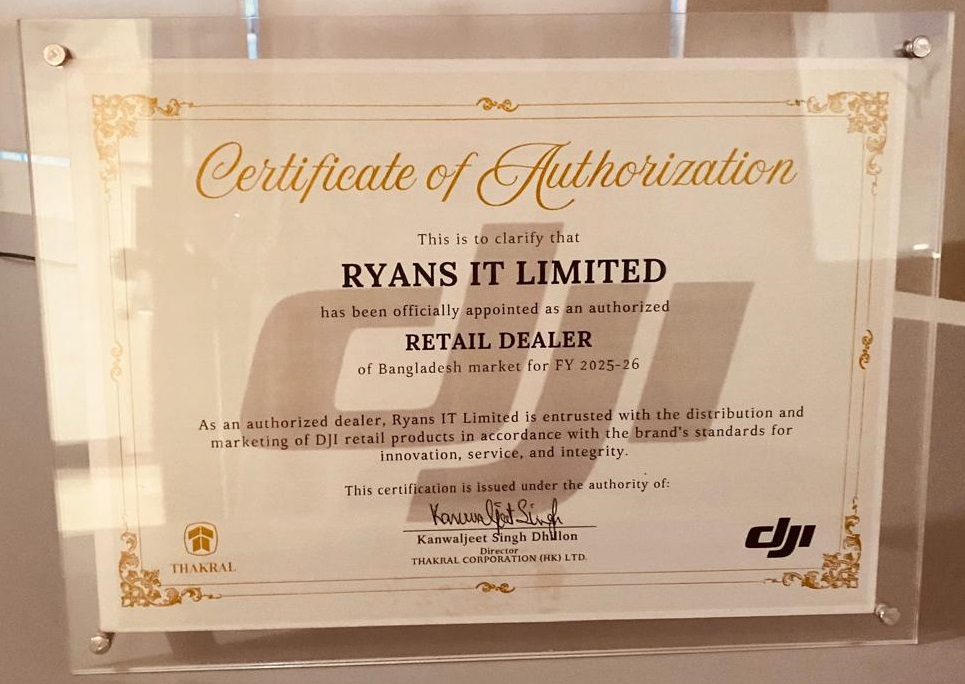 Certificate of Authorization
This is to clarify that
RYANS IT LIMITED
has been officially appointed as an authorized
RETAIL DEALER
of Bangladesh market for FY 2025-26
As an authorized dealer, Ryans IT Limited is entrusted with the distribution and
marketing of DJI retail products in accordance with the brand's standards for
innovation, service, and integrity.
This certification is issued under the authority of:
Kanwaljeet Singh
Kanwaljeet Singh Dhillon
Director
THAKRAL CORPORATION (HK) LTD.
THAKRAL
dji
dji